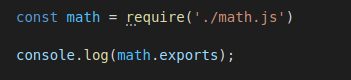 const math = require('./math.js')
console.log(math.exports);